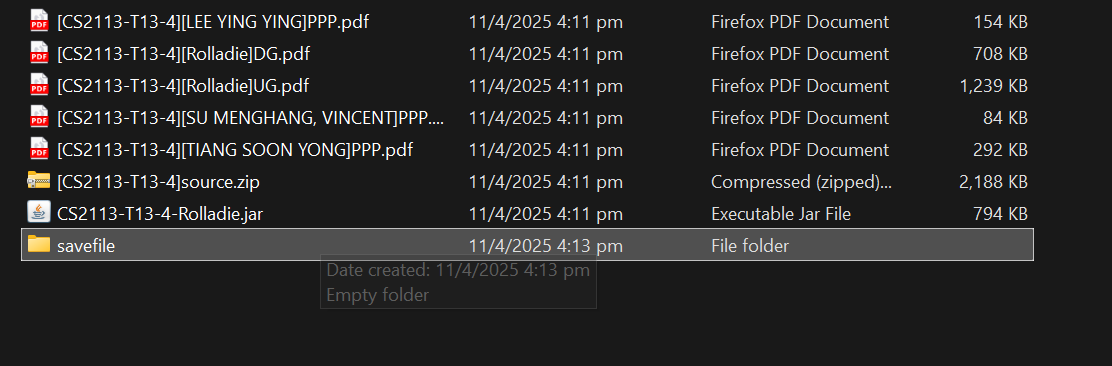 [CS2113-T13-4][LEE YING YING]PPP.pdf 11/4/2025 4:11 pm Firefox PDF Document 154 KB
[CS2113-T13-4][Rolladie]DG.pdf 11/4/2025 4:11 pm Firefox PDF Document 708 KB
[CS2113-T13-4][Rolladie]UG.pdf 11/4/2025 4:11 pm Firefox PDF Document 1,239 KB
[CS2113-T13-4][SU MENGHANG, VINCENT]PPP.... 11/4/2025 4:11 pm Firefox PDF Document 84 KB
[CS2113-T13-4][TIANG SOON YONG]PPP.pdf 11/4/2025 4:11 pm Firefox PDF Document 292 KB
[CS2113-T13-4]source.zip 11/4/2025 4:11 pm Compressed (zipped)... 2,188 KB
CS2113-T13-4-Rolladie.jar 11/4/2025 4:11 pm Executable Jar File 794 KB
savefile 11/4/2025 4:13 pm File folder
Date created: 11/4/2025 4:13 pm
Empty folder